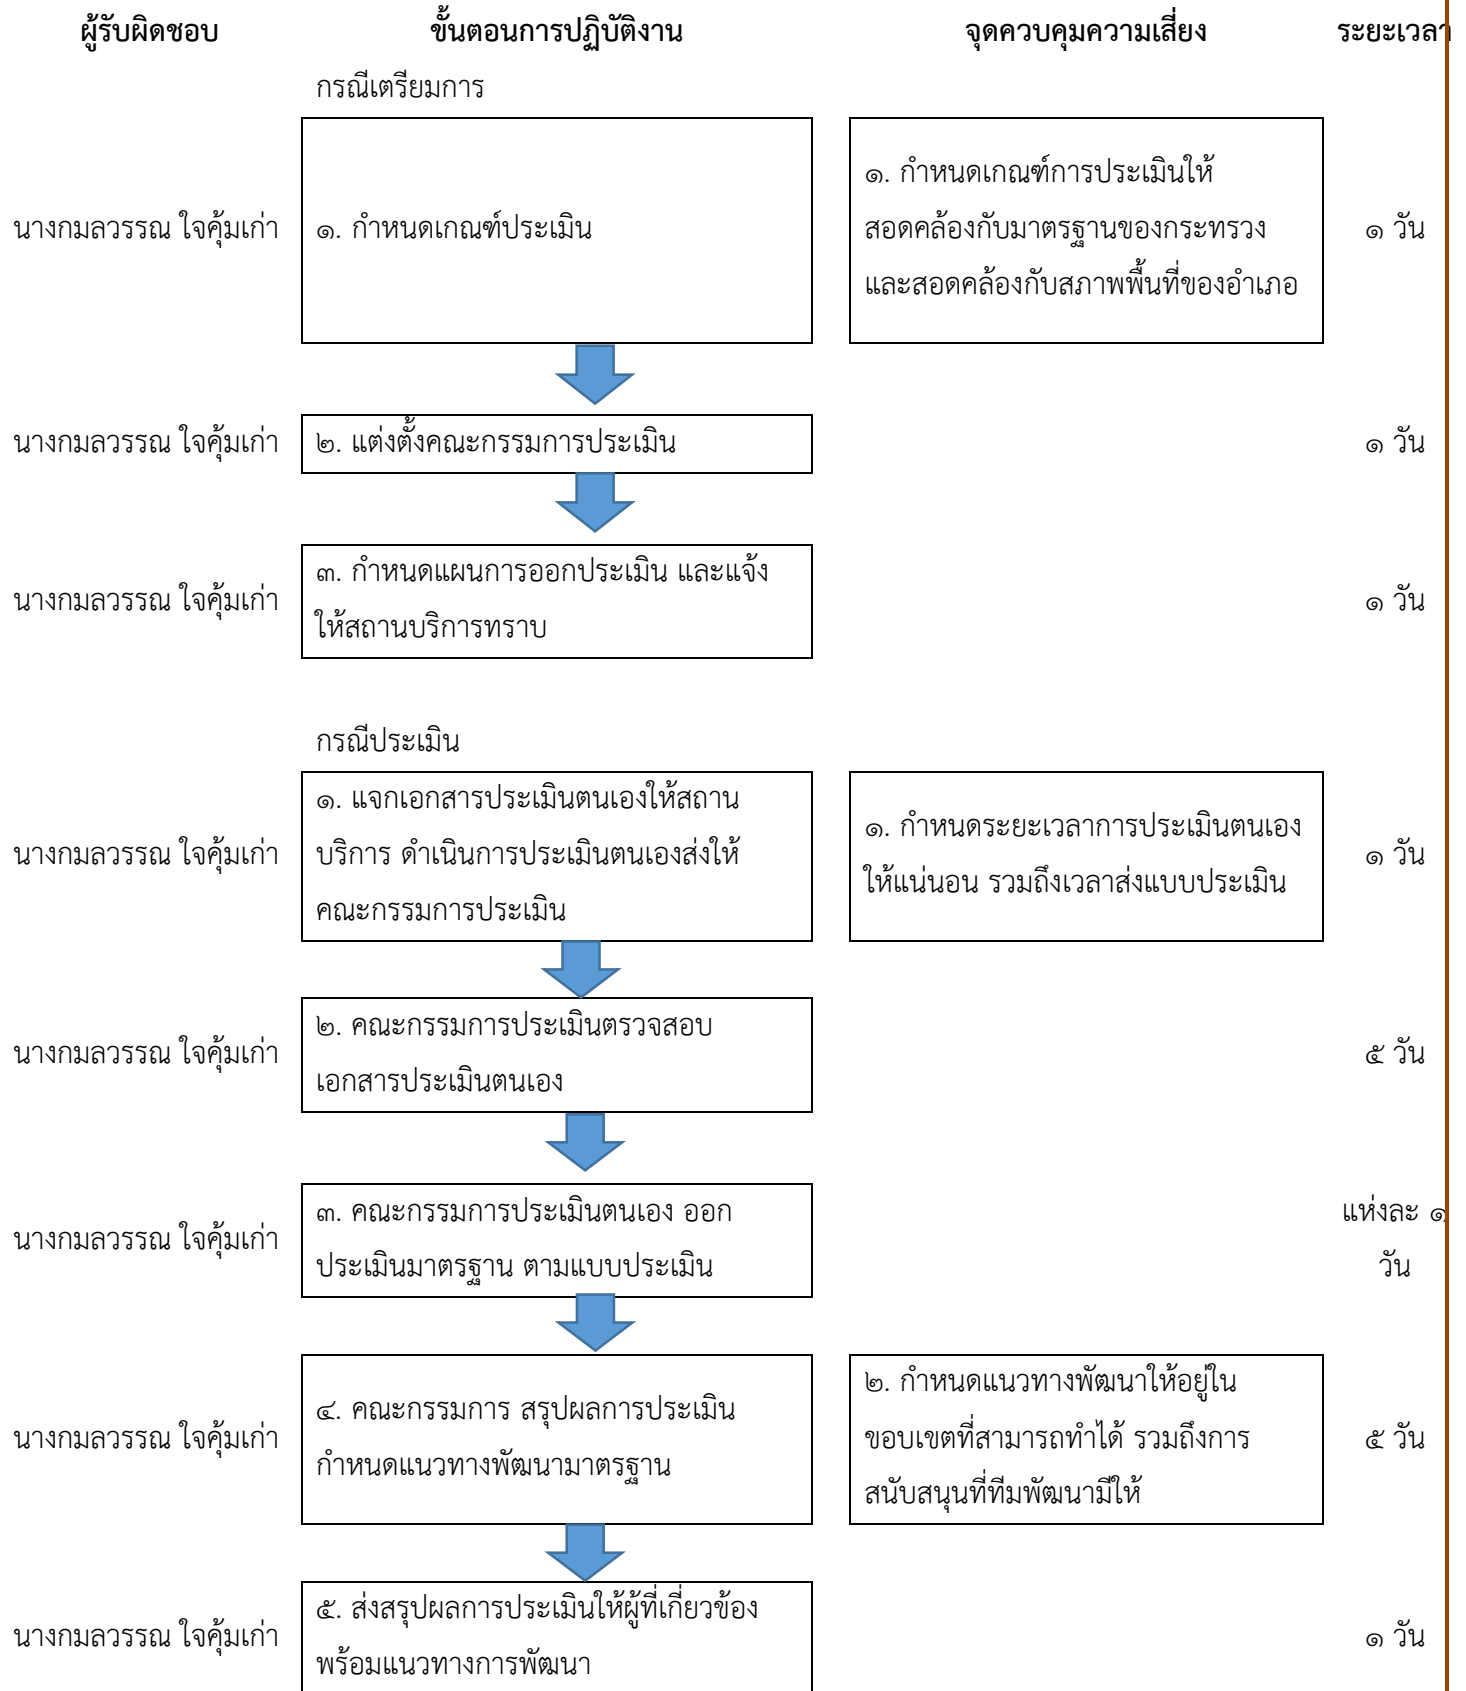 ผู้รับผิดชอบ ขั้นตอนการปฏิบัติงาน จุดควบคุมความเสี่ยง ระยะเวลา
กรณีเตรียมการ
นางกมลวรรณ ใจคุ้มเก่า
๑. กำหนดเกณฑ์ประเมิน
๑. กำหนดเกณฑ์การประเมินให้
สอดคล้องกับมาตรฐานของกระทรวง
และสอดคล้องกับสภาพพื้นที่ของอำเภอ
๑ วัน
นางกมลวรรณ ใจคุ้มเก่า
๒. แต่งตั้งคณะกรรมการประเมิน
๑ วัน
นางกมลวรรณ ใจคุ้มเก่า
๓. กำหนดแผนการออกประเมิน และแจ้ง
ให้สถานบริการทราบ
๑ วัน
กรณีประเมิน
นางกมลวรรณ ใจคุ้มเก่า
๑. แจกเอกสารประเมินตนเองให้สถาน
บริการ ดำเนินการประเมินตนเองส่งให้
คณะกรรมการประเมิน
๑. กำหนดระยะเวลาการประเมินตนเอง
ให้แน่นอน รวมถึงเวลาส่งแบบประเมิน
๑ วัน
นางกมลวรรณ ใจคุ้มเก่า
๒. คณะกรรมการประเมินตรวจสอบ
เอกสารประเมินตนเอง
๕ วัน
นางกมลวรรณ ใจคุ้มเก่า
๓. คณะกรรมการประเมินตนเอง ออก
ประเมินมาตรฐาน ตามแบบประเมิน
แห่งละ ๑
วัน
นางกมลวรรณ ใจคุ้มเก่า
๔. คณะกรรมการ สรุปผลการประเมิน
กำหนดแนวทางพัฒนามาตรฐาน
๒. กำหนดแนวทางพัฒนาให้อยู่ใน
ขอบเขตที่สามารถทำได้ รวมถึงการ
สนับสนุนที่ทีมพัฒนามีให้
๕ วัน
นางกมลวรรณ ใจคุ้มเก่า
๕. ส่งสรุปผลการประเมินให้ผู้ที่เกี่ยวข้อง
พร้อมแนวทางการพัฒนา
๑ วัน